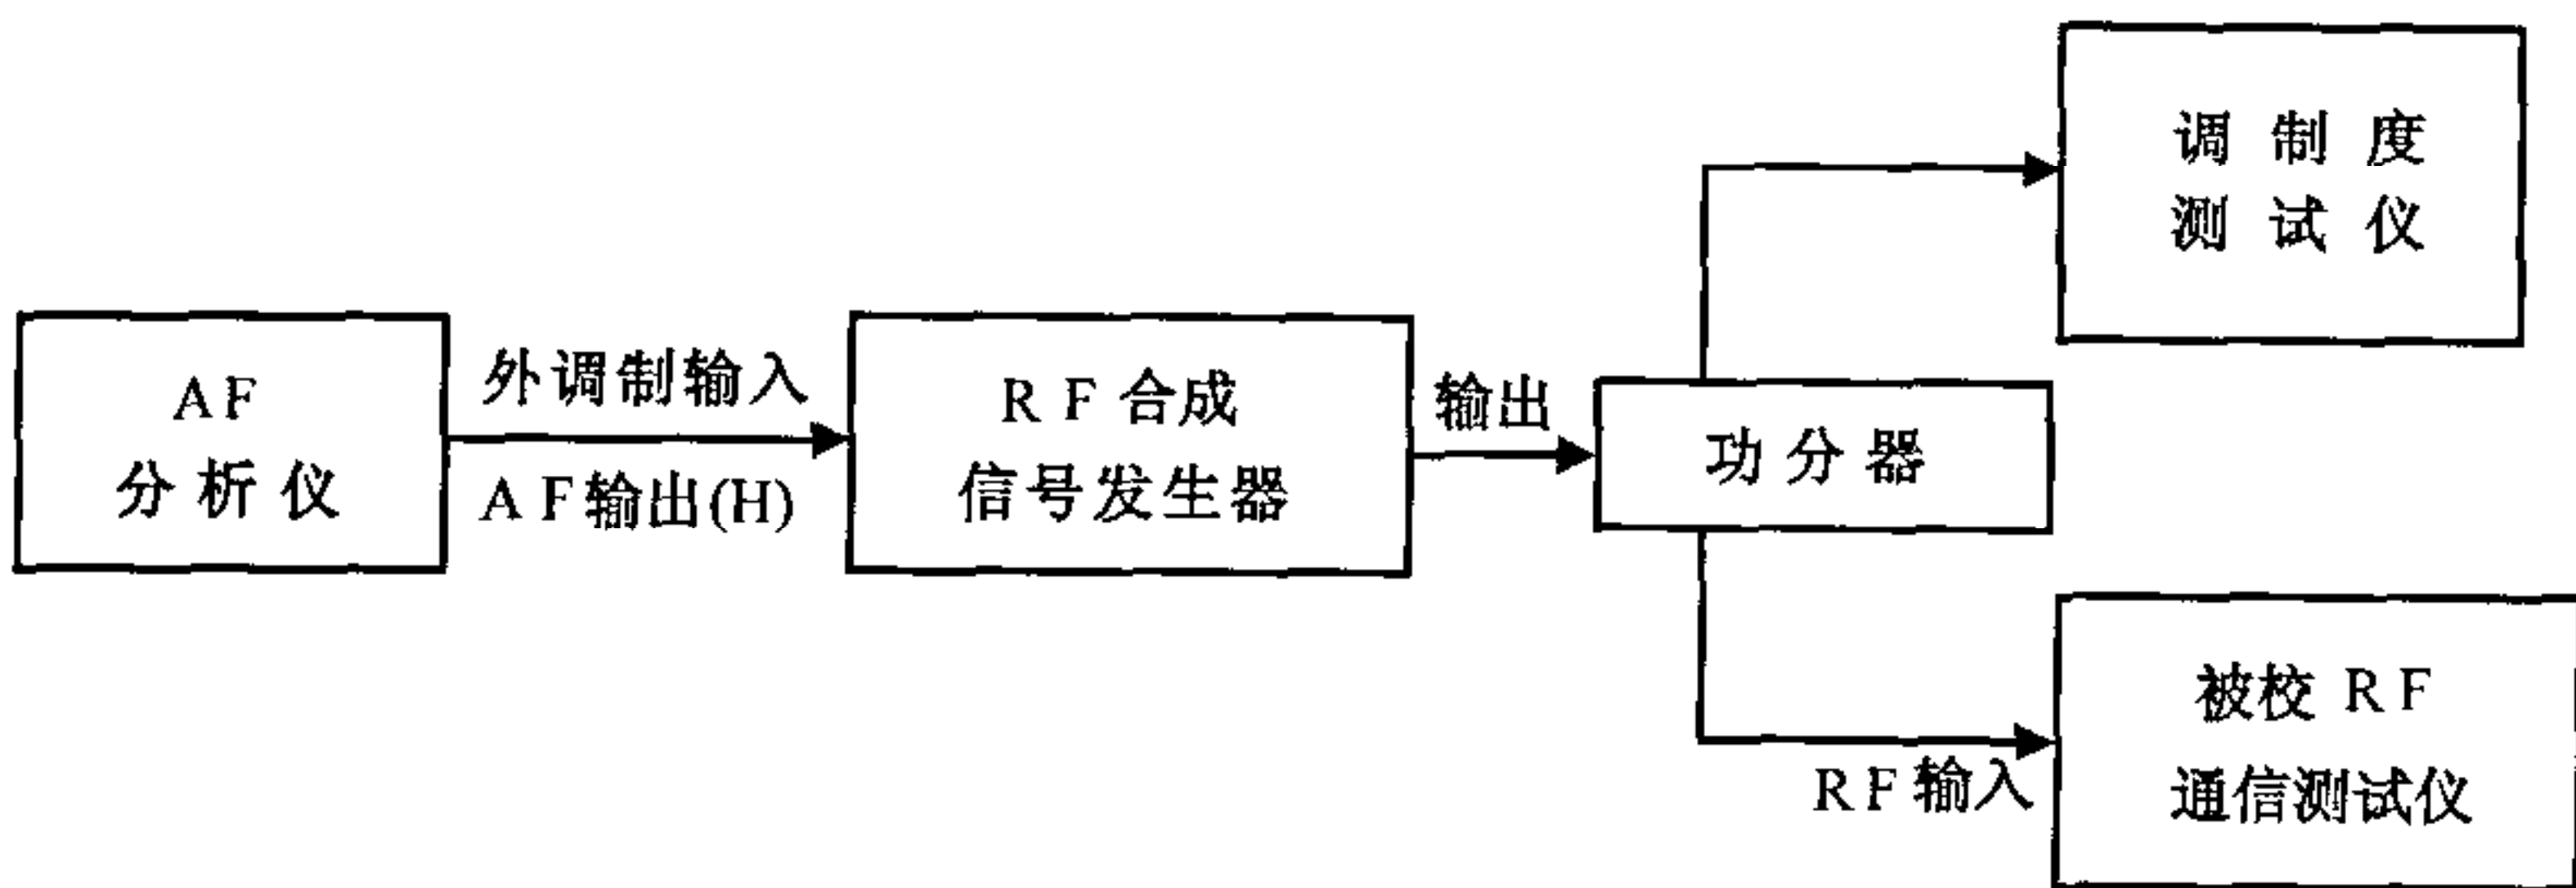 AF
分析仪
外调制输入
AF输出(H)
RF合成
信号发生器
输出
功分器
调制度
测试仪
RF输入
被校RF
通信测试仪